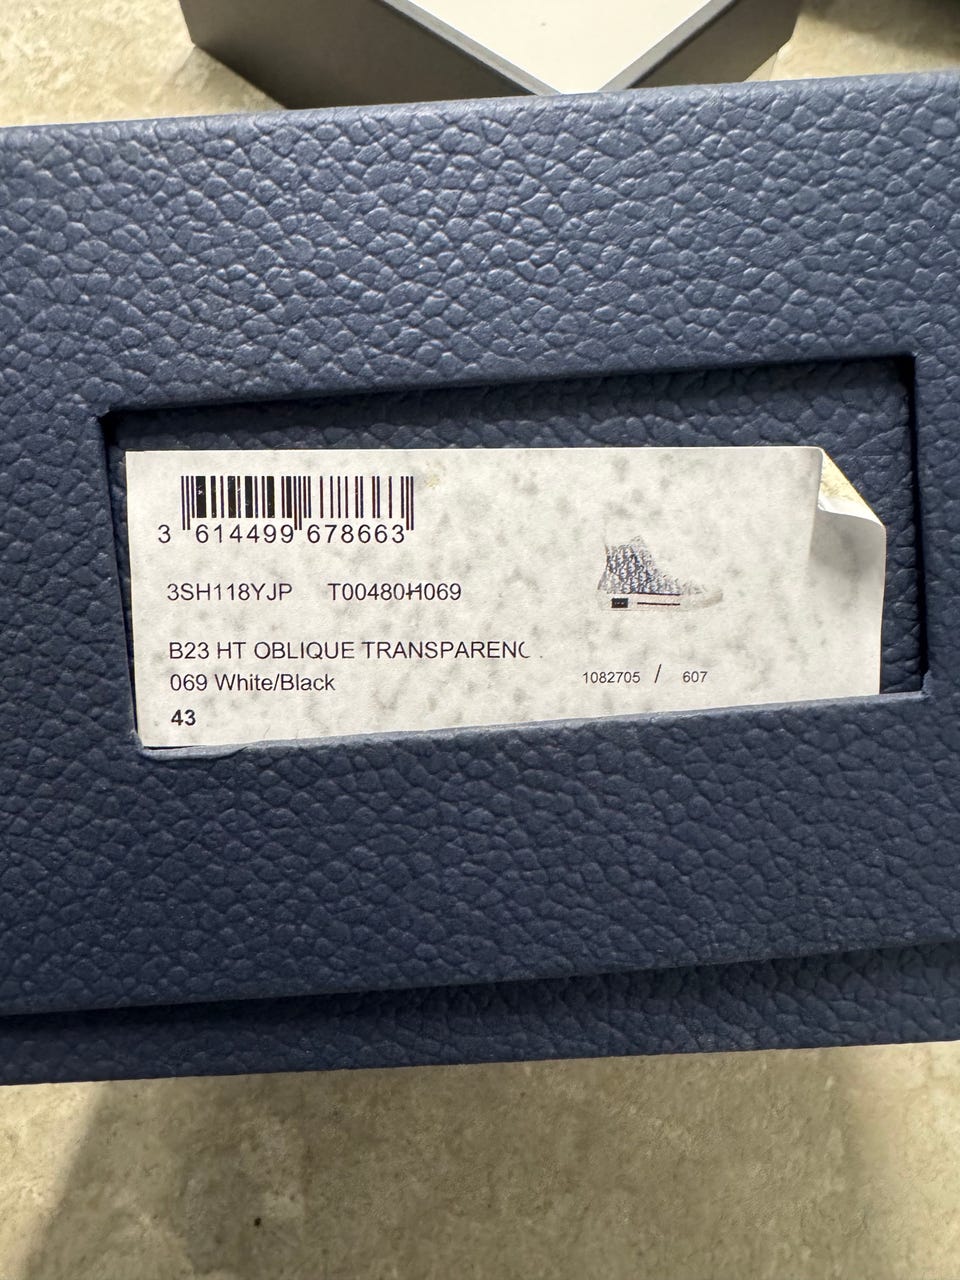 3 614499 678663
3SH118YJP T00480H069
B23 HT OBLIQUE TRANSPARENC
069 White/Black
1082705 / 607
43